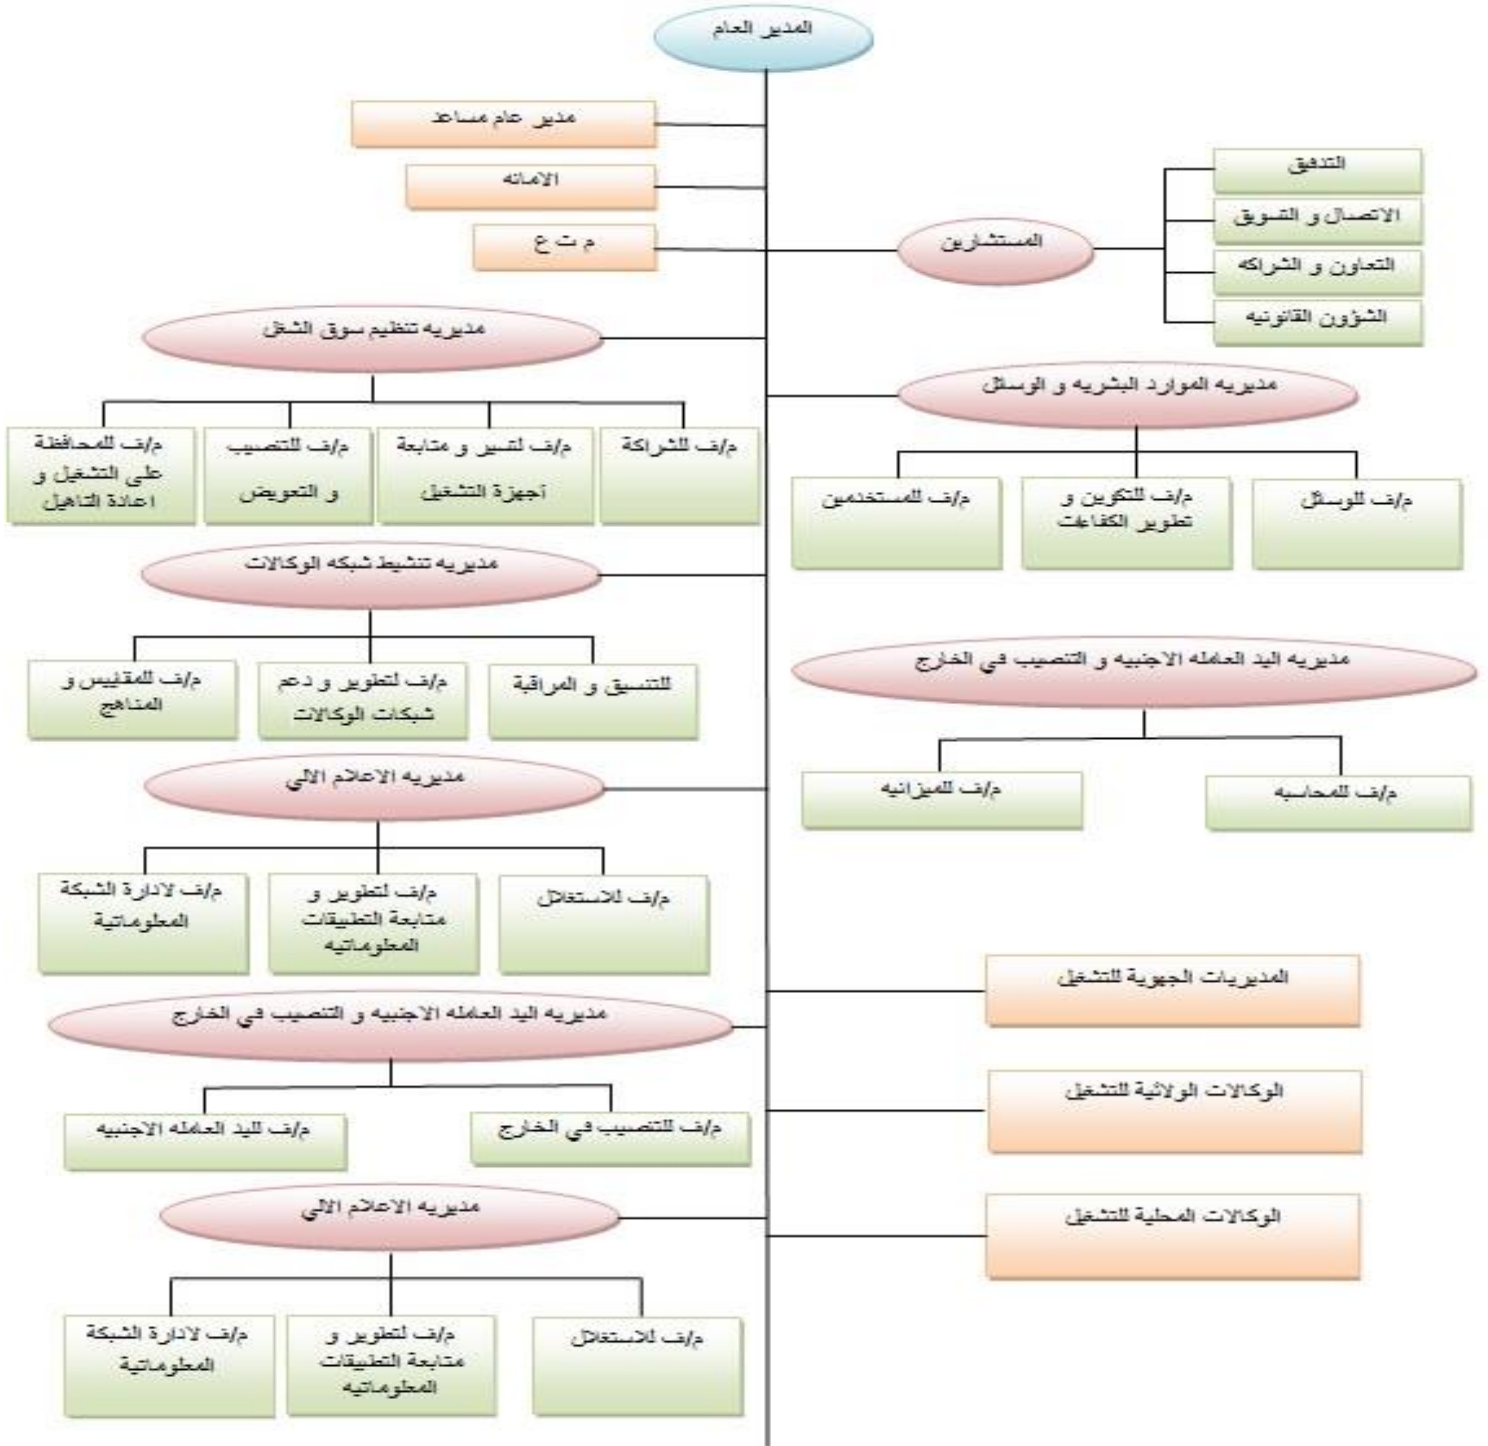 المدير العام
مدير عام مساعد
الامانه
م ت ع
المستشارين
التدقيق
الاتصال و التسويق
التعاون و الشراكه
الشؤون القانونيه
مديريه تنظيم سوق الشغل
م/ف للشراكة
م/ف لتسير و متابعة
أجهزة التشغيل
م/ف للتنصيب
و التعويض
م/ف للمحافظة
على التشغيل و
اعادة التاهيل
مديريه الموارد البشريه و الوسائل
م/ف للوسائل
م/ف للتكوين و
تطوير الكفاءات
م/ف للمستخدمين
مديريه تنشيط شبكه الوكالات
للتنسيق و المراقبة
م/ف لتطوير و دعم
شبكات الوكالات
م/ف للمقاييس و
المناهج
مديريه اليد العامله الاجنبيه و التنصيب في الخارج
م/ف للمحاسبه
م/ف للميزانيه
مديريه الاعلام الالي
م/ف للاستغلال
م/ف لتطوير و
متابعة التطبيقات
المعلوماتيه
م/ف لادارة الشبكة
المعلوماتية
المديريات الجهوية للتشغيل
مديريه اليد العامله الاجنبيه و التنصيب في الخارج
م/ف للتنصيب في الخارج
م/ف لليد العامله الاجنبيه
الوكالات الولائية للتشغيل
مديريه الاعلام الالي
م/ف للاستغلال
م/ف لتطوير و
متابعة التطبيقات
المعلوماتيه
م/ف لادارة الشبكة
المعلوماتية
الوكالات المحلية للتشغيل